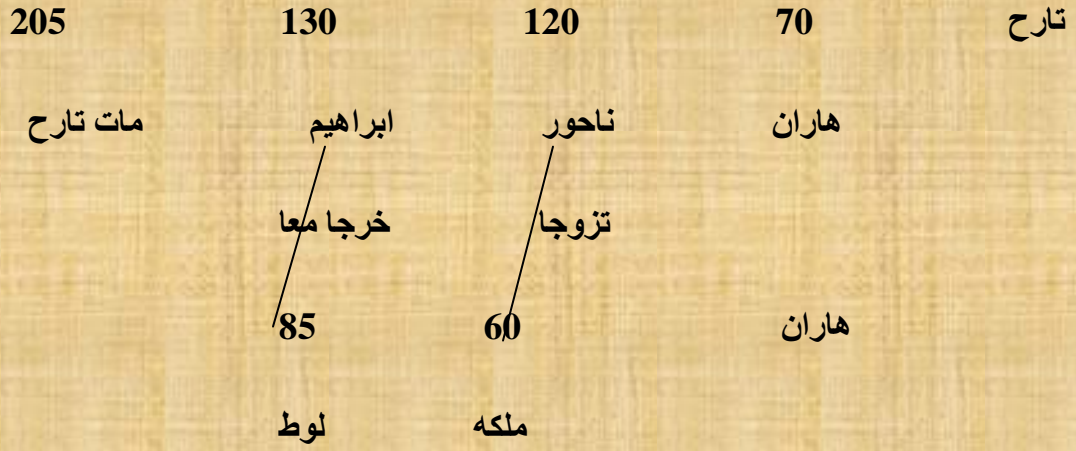 تارح 70 120 130 205
هاران ناحور ابراهيم مات تارح
تزوجا خرجا معا
هاران 60 85
ملكه لوط